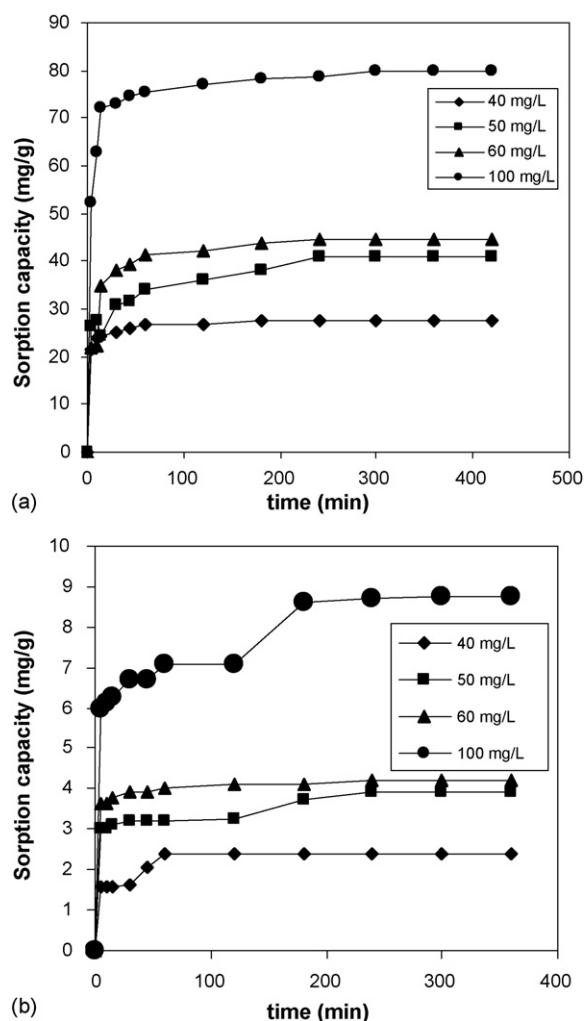 90
80
70
60
50
40
30
20
10
0
Sorption capacity (mg/g)
40 mg/L
50 mg/L
60 mg/L
100 mg/L
0 100 200 300 400 500
time (min)
(a)
10
9
8
7
6
5
4
3
2
1
0
Sorption capacity (mg/g)
40 mg/L
50 mg/L
60 mg/L
100 mg/L
0 100 200 300 400
time (min)
(b)